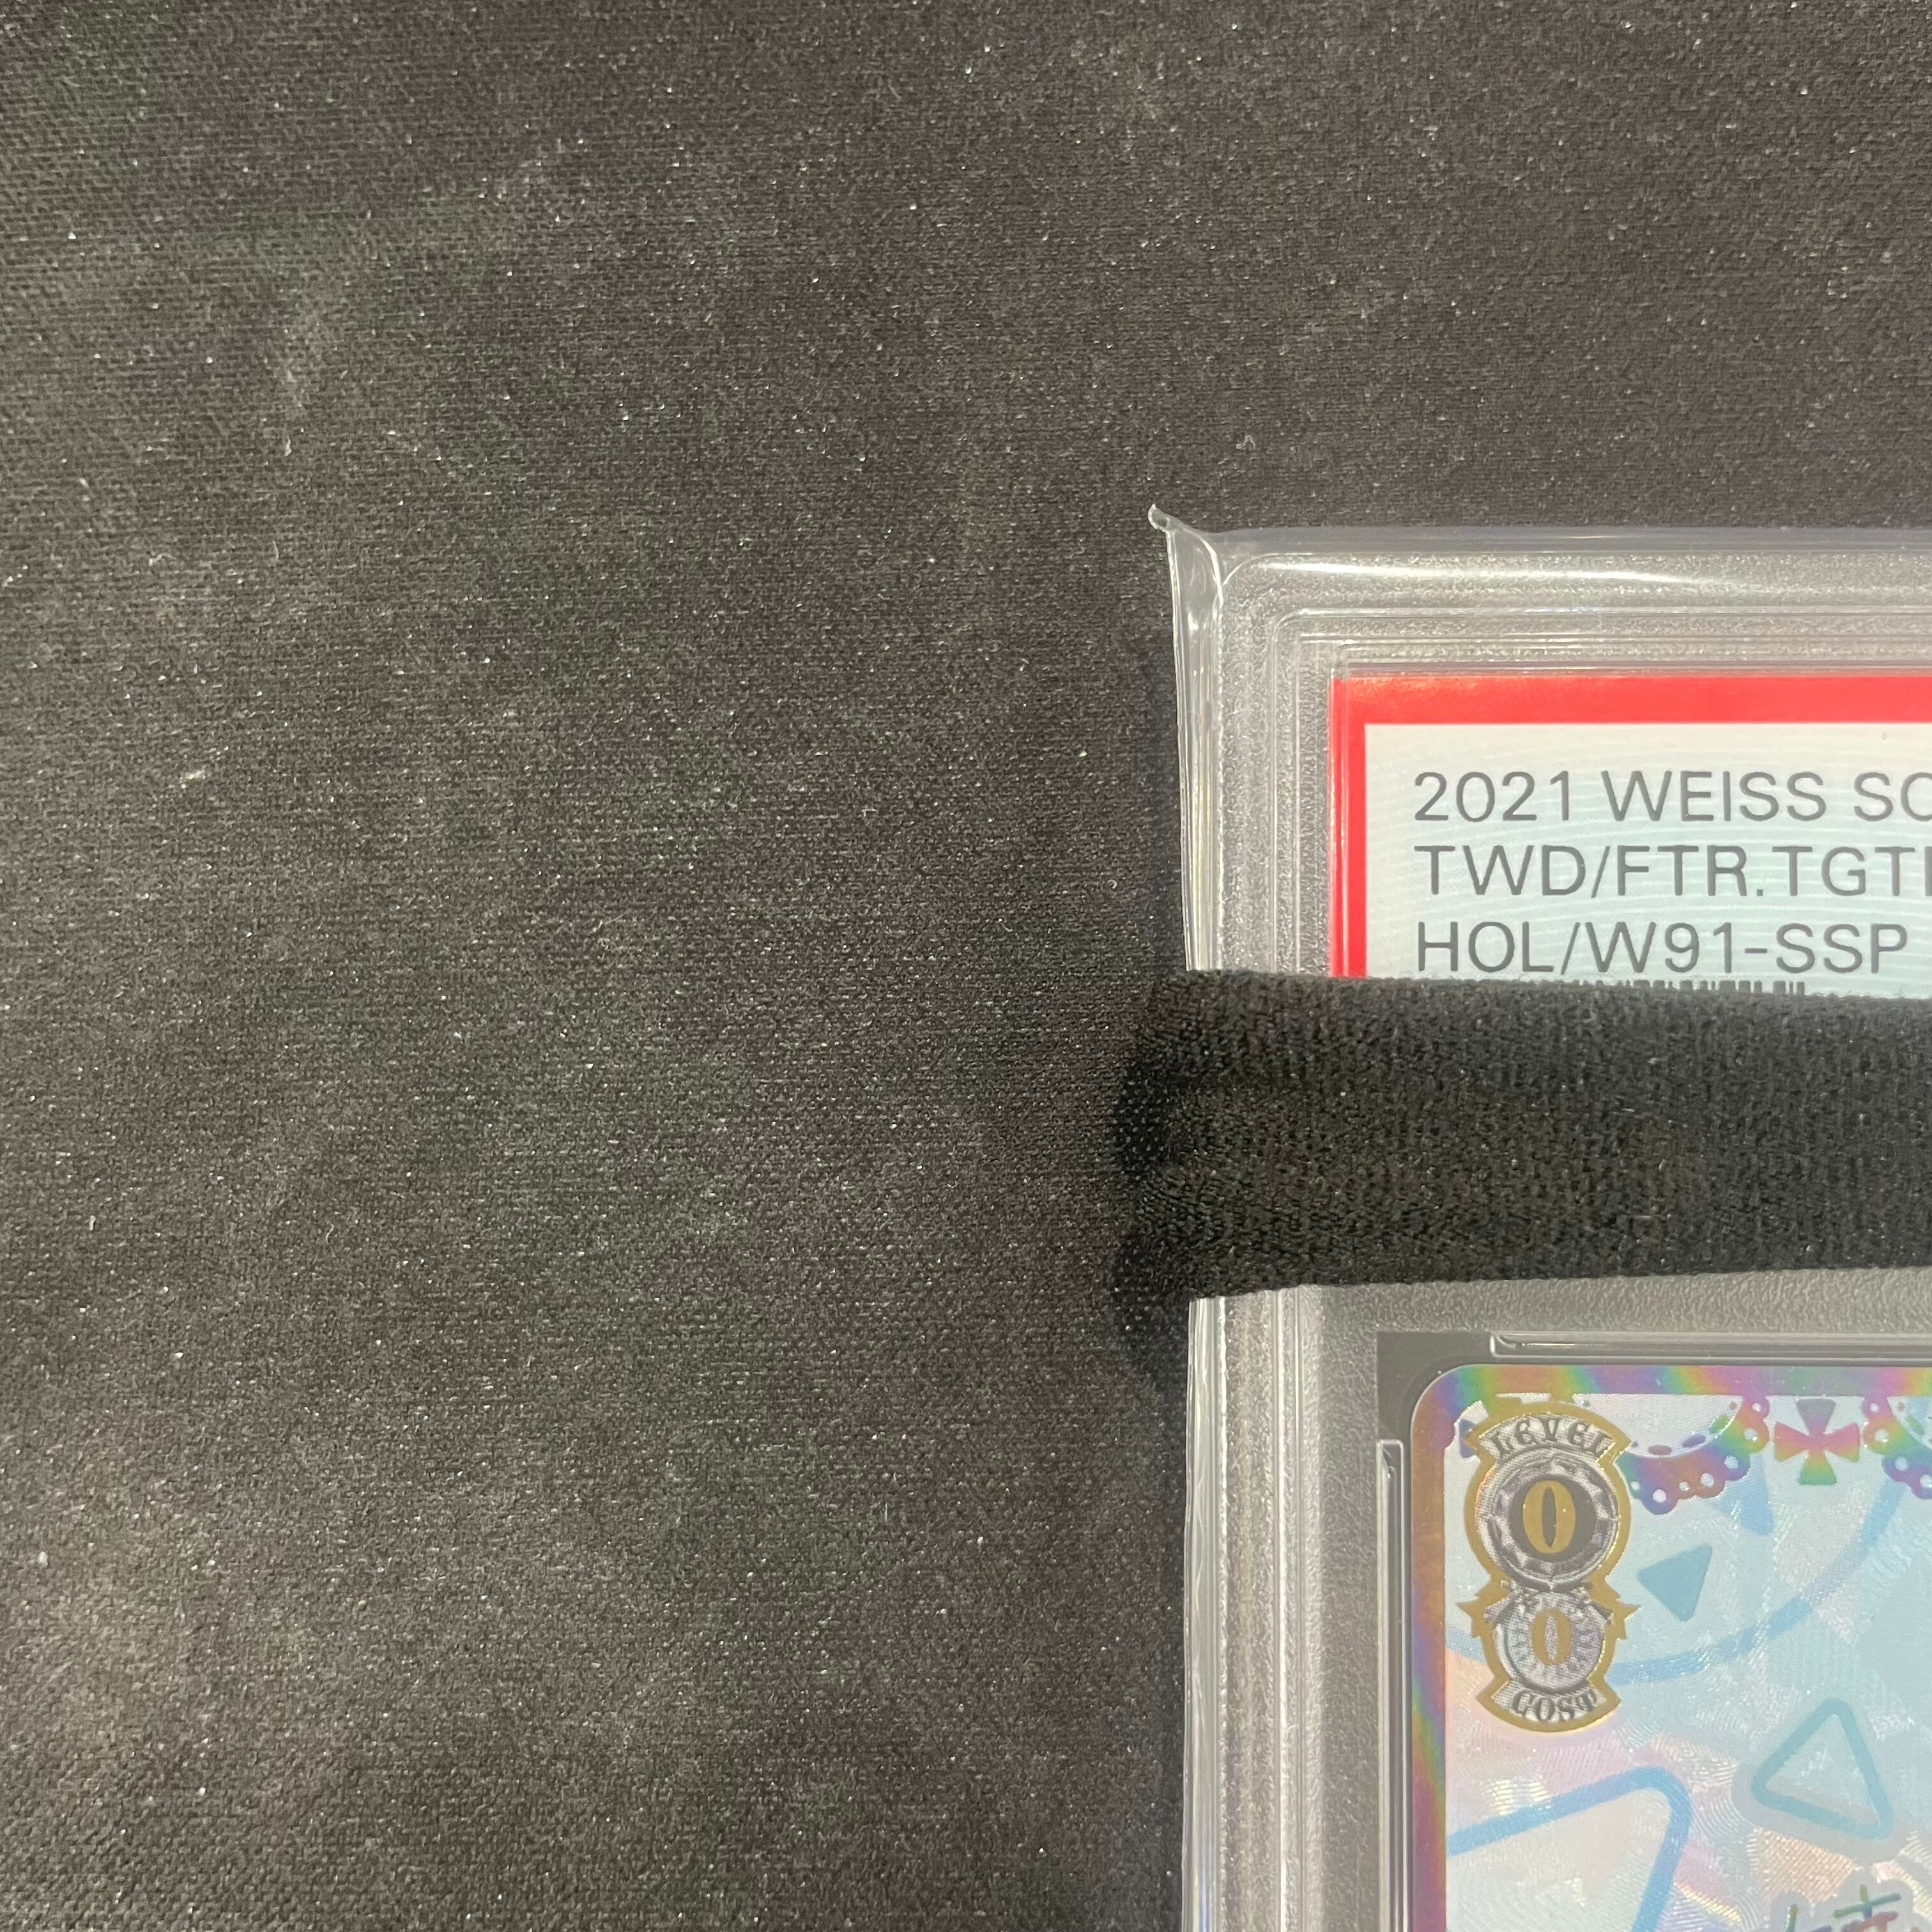 2021 WEISS SC
TWD/FTR.TGT
HOL/W91-SSP
LEVEL
0
0
COST